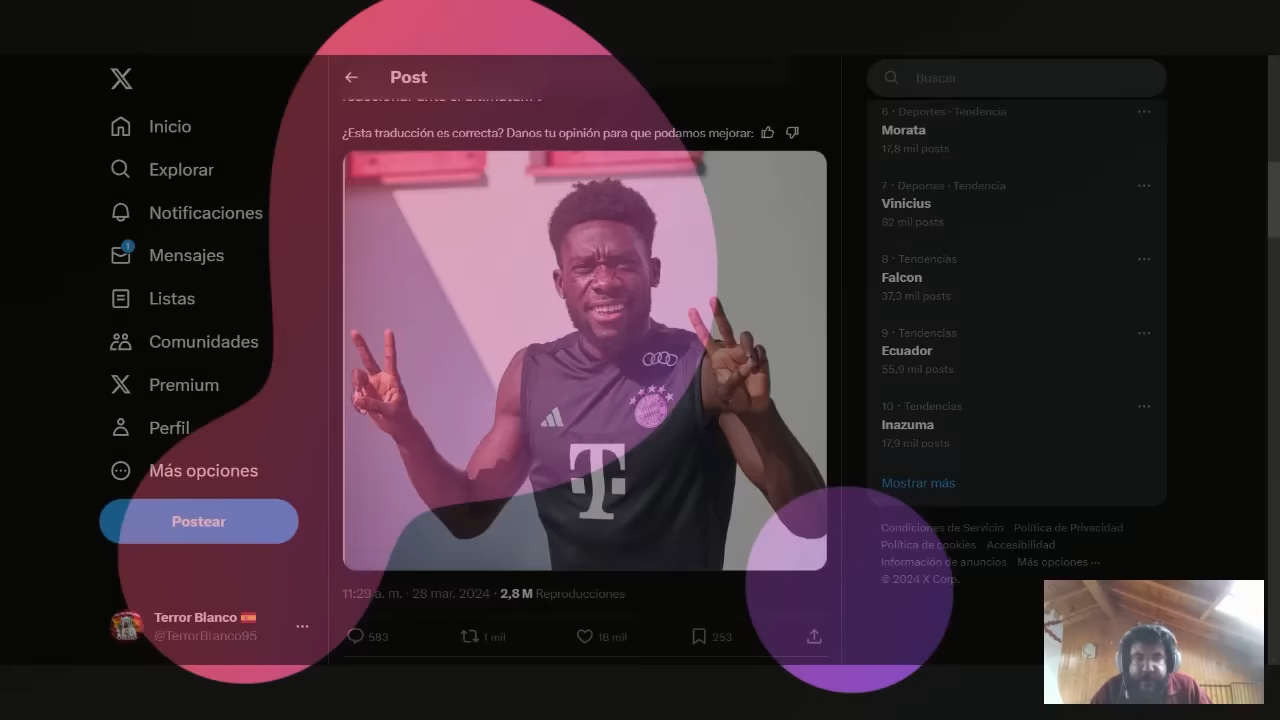 Post
Buscar
¿Esta traducción es correcta? Danos tu opinión para que podamos mejorar:
Inicio
Explorar
Notificaciones
1
Mensajes
Listas
Comunidades
Premium
Perfil
Más opciones
Postear
Terror Blanco
@TerrorBlanco95
T
11:29 a. m. · 28 mar. 2024 · 2,8 M Reproducciones
583
1 mil
18 mil
253
6 · Deportes · Tendencia
Morata
17,8 mil posts
7 · Deportes · Tendencia
Vinicius
82 mil posts
8 · Tendencias
Falcon
37,3 mil posts
9 · Tendencias
Ecuador
55,9 mil posts
10 · Tendencias
Inazuma
17,9 mil posts
Mostrar más
Condiciones de Servicio Política de Privacidad
Política de cookies Accesibilidad
Información de anuncios Más opciones ···
© 2024 X Corp.